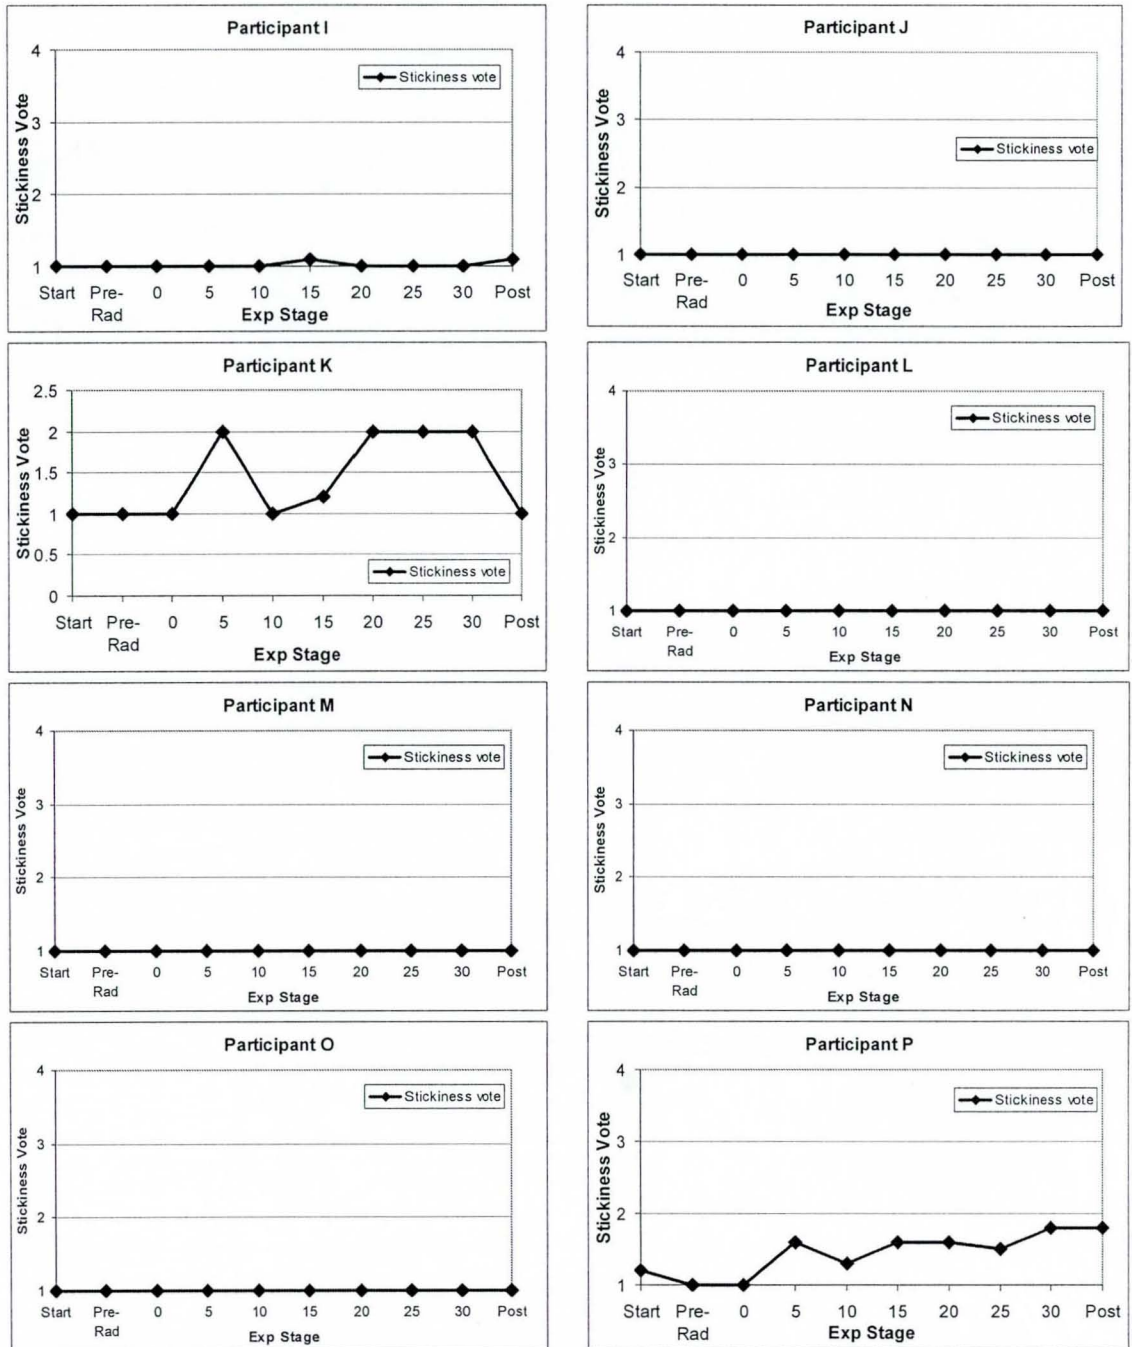 Participant I
Stickiness vote
Stickiness Vote
4
3
2
1
Start Pre-Rad 0 5 10 15 20 25 30 Post
Exp Stage
Participant J
Stickiness vote
Stickiness Vote
4
3
2
1
Start Pre-Rad 0 5 10 15 20 25 30 Post
Exp Stage
Participant K
Stickiness Vote
2.5
2
1.5
1
0.5
0
Stickiness vote
Start Pre-Rad 0 5 10 15 20 25 30 Post
Exp Stage
Participant L
Stickiness vote
Stickiness Vote
4
3
2
1
Start Pre-Rad 0 5 10 15 20 25 30 Post
Exp Stage
Participant M
Stickiness vote
Stickiness Vote
4
3
2
1
Start Pre-Rad 0 5 10 15 20 25 30 Post
Exp Stage
Participant N
Stickiness vote
Stickiness Vote
4
3
2
1
Start Pre-Rad 0 5 10 15 20 25 30 Post
Exp Stage
Participant O
Stickiness vote
Stickiness Vote
4
3
2
1
Start Pre-Rad 0 5 10 15 20 25 30 Post
Exp Stage
Participant P
Stickiness vote
Stickiness Vote
4
3
2
1
Start Pre-Rad 0 5 10 15 20 25 30 Post
Exp Stage